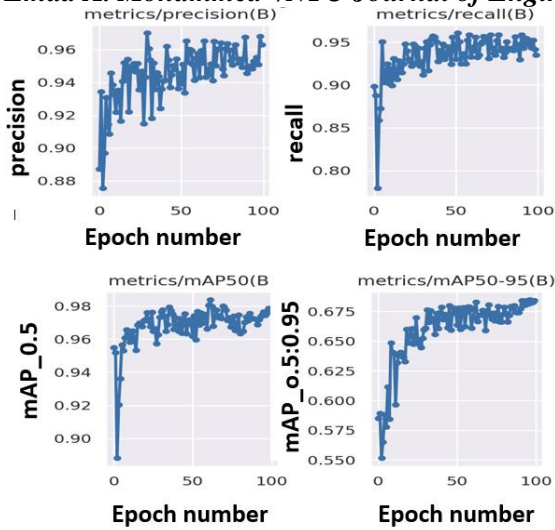 metrics/precision(B)
metrics/recall(B)
0.96
0.94
0.92
0.90
0.88
precision
0 50 100
Epoch number
0.95
0.90
0.85
0.80
recall
0 50 100
Epoch number
metrics/mAP50(B
metrics/mAP50-95(B)
0.98
0.96
0.94
0.92
0.90
mAP_0.5
0 50 100
Epoch number
0.675
0.650
0.625
0.600
0.575
0.550
mAP_o.5:0.95
0 50 100
Epoch number